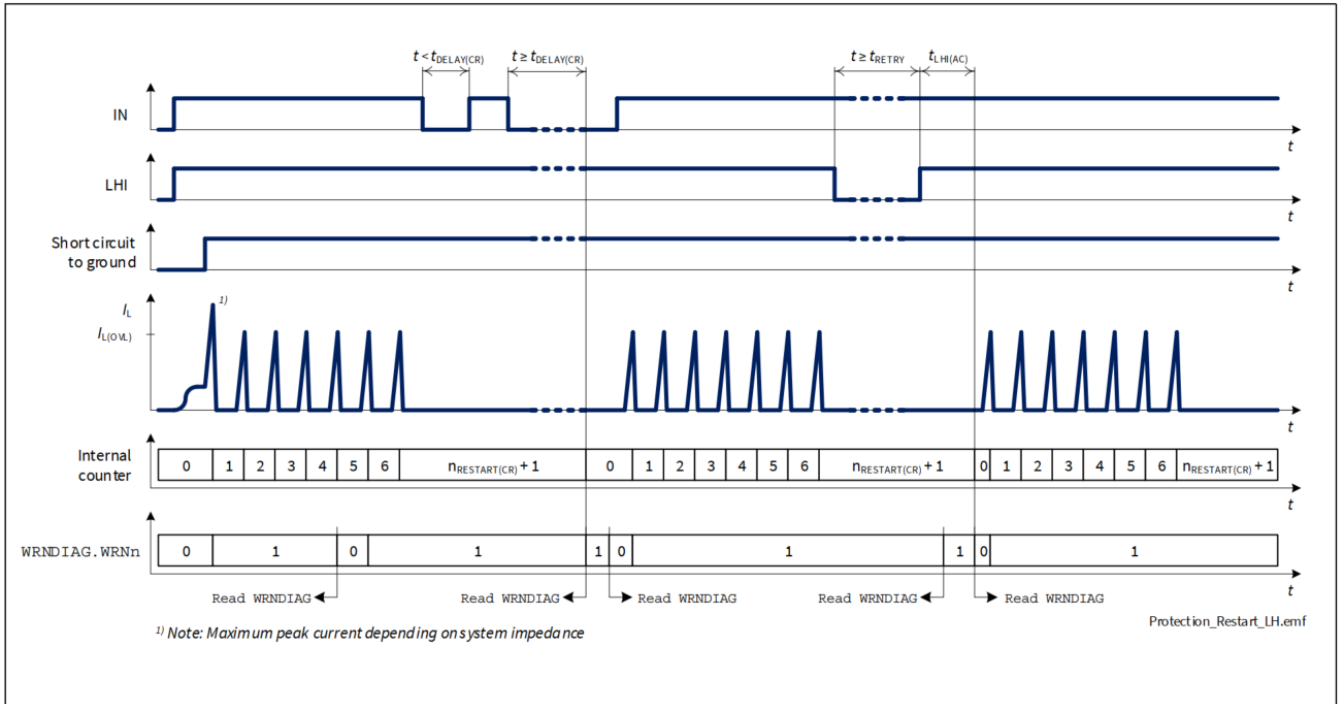 t < tDELAY(CR) t ≥ tDELAY(CR) t ≥ tRETRY tLHI(AC)
IN
t
LHI
t
Short circuit
to ground
t
IL
1)
IL(OVL)
t
Internal
counter
0 1 2 3 4 5 6 nRESTART(CR) + 1 0 1 2 3 4 5 6 nRESTART(CR) + 1 0 1 2 3 4 5 6 nRESTART(CR) + 1
t
WRNDIAG.WRNn
0 1 0 1 1 0 1 1 0 1
t
Read WRNDIAG Read WRNDIAG Read WRNDIAG Read WRNDIAG Read WRNDIAG
1) Note: Maximum peak current depending on system impedance
Protection_Restart_LH.emf